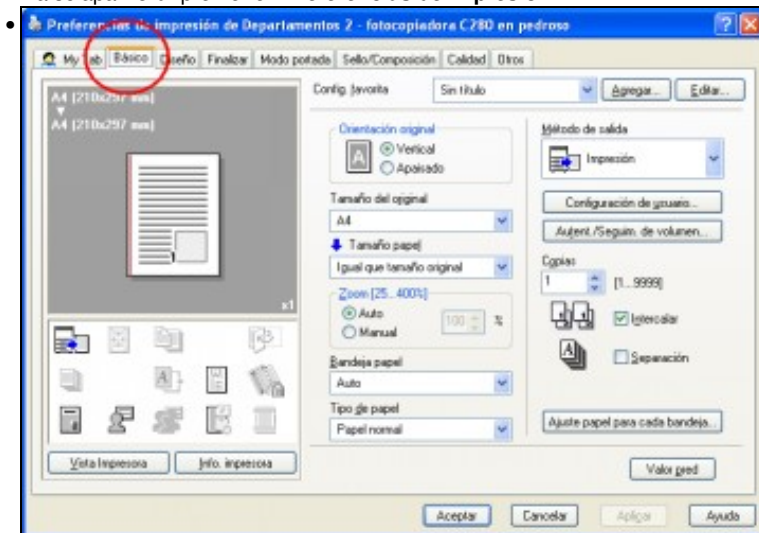 Preferencias de impresión de Departamentos 2 - fotocopiadora C280 en pedroso
My Tab Básico Diseño Finalizar Modo portada Sello/Composición Calidad Otros
A4 (210x297 mm)
A4 (210x297 mm)
x1
Vista Impresora Info. impresora
Config. favorita Sin título Agregar... Editar...
Orientación original
A Vertical
Apaisado
Tamaño del original
A4
Tamaño papel
Igual que tamaño original
Zoom [25...400%]
Auto
Manual
100 %
Bandeja papel
Auto
Tipo de papel
Papel normal
Método de salida
Impresión
Configuración de usuario...
Autent./Seguim. de volumen...
Copias
1 [1...9999]
Intercalar
Separación
Ajuste papel para cada bandeja...
Valor pred
Aceptar Cancelar Aplicar Ayuda